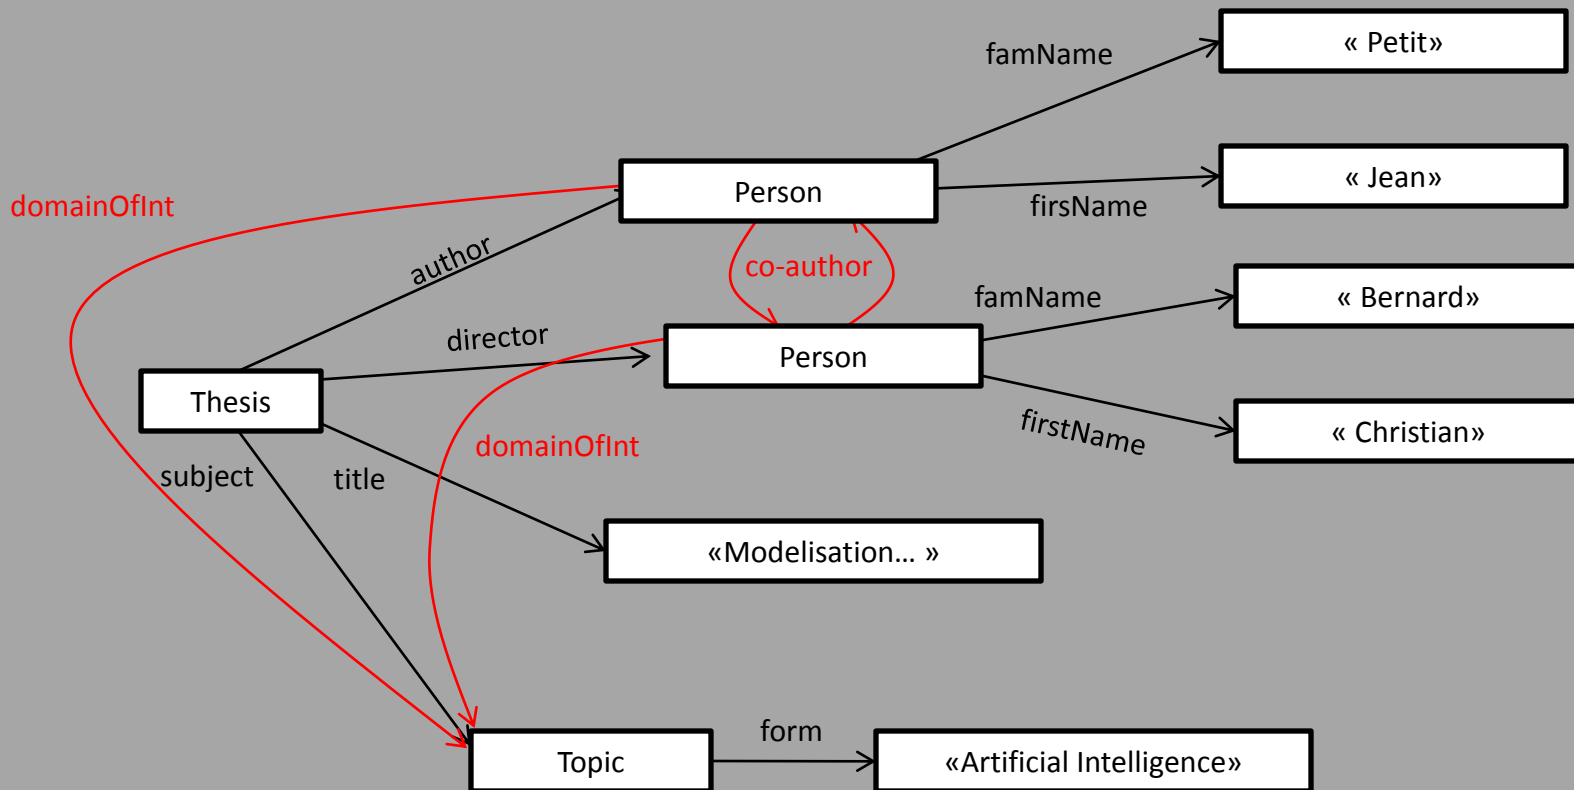 famName
« Petit»
domainOfInt
Person
« Jean»
firsName
author
co-author
famName
« Bernard»
director
Person
Thesis
firstName
« Christian»
domainOfInt
subject
title
«Modelisation... »
form
Topic
«Artificial Intelligence»